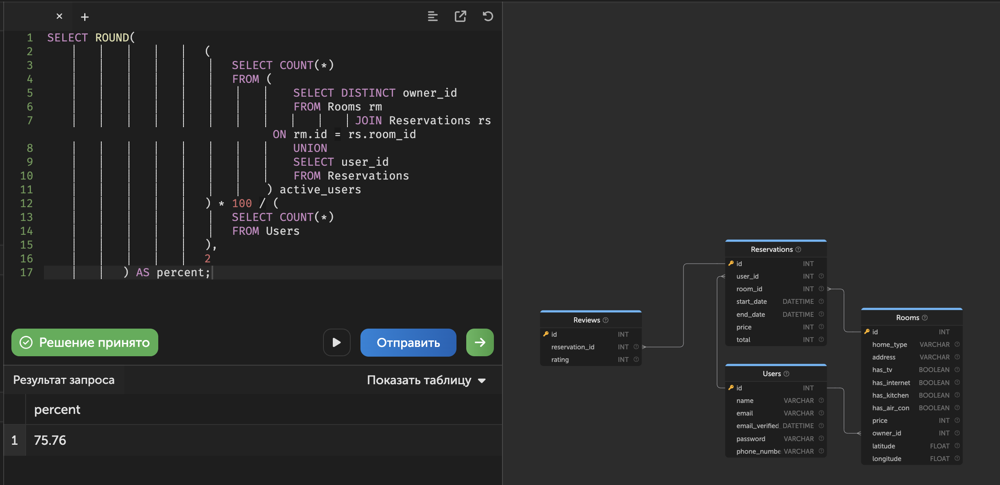 1 SELECT ROUND(
2 (
3 SELECT COUNT(*)
4 FROM (
5 SELECT DISTINCT owner_id
6 FROM Rooms rm
7 JOIN Reservations rs
ON rm.id = rs.room_id
8 UNION
9 SELECT user_id
10 FROM Reservations
11 ) active_users
12 ) * 100 / (
13 SELECT COUNT(*)
14 FROM Users
15 ),
16 2
17 ) AS percent;
Решение принято
Отправить
Результат запроса
Показать таблицу
percent
1 75.76
Reviews
id INT
reservation_id INT
rating INT
Reservations
id INT
user_id INT
room_id INT
start_date DATETIME
end_date DATETIME
price INT
total INT
Users
id INT
name VARCHAR
email VARCHAR
email_verified_ DATETIME
password VARCHAR
phone_numbe VARCHAR
Rooms
id INT
home_type VARCHAR
address VARCHAR
has_tv BOOLEAN
has_internet BOOLEAN
has_kitchen BOOLEAN
has_air_con BOOLEAN
price INT
owner_id INT
latitude FLOAT
longitude FLOAT